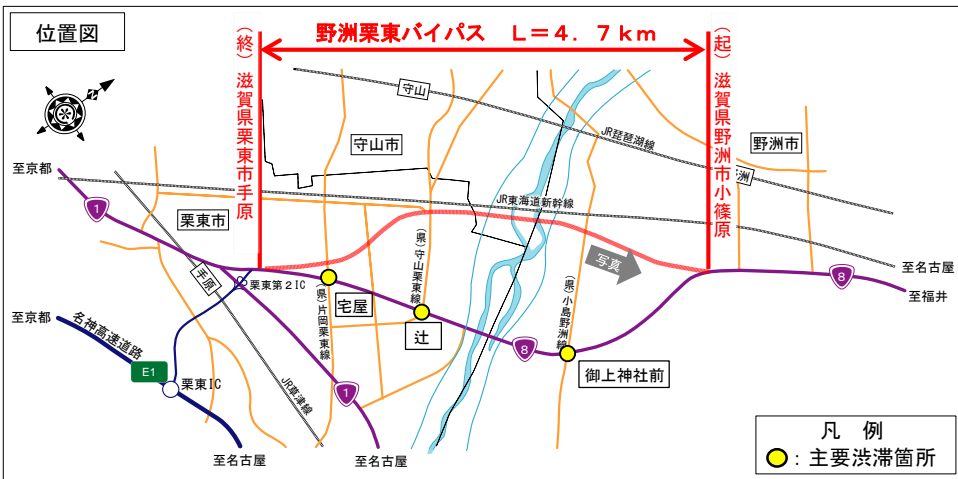 位置図
野洲栗東バイパス L=4.7km
(終)滋賀県栗東市手原
(起)滋賀県野洲市小篠原
守山
守山市
JR琵琶湖線
野洲市
洲
至京都
1
JR東海道新幹線
栗東市
手原
(県)守山栗東線
写真
栗東第2IC
宅屋
(県)片岡栗東線
辻
(県)小島野洲線
8
至名古屋
至福井
至京都
名神高速道路
E1
栗東IC
JR草津線
1
8
御上神社前
至名古屋
至名古屋
凡 例
:主要渋滞箇所